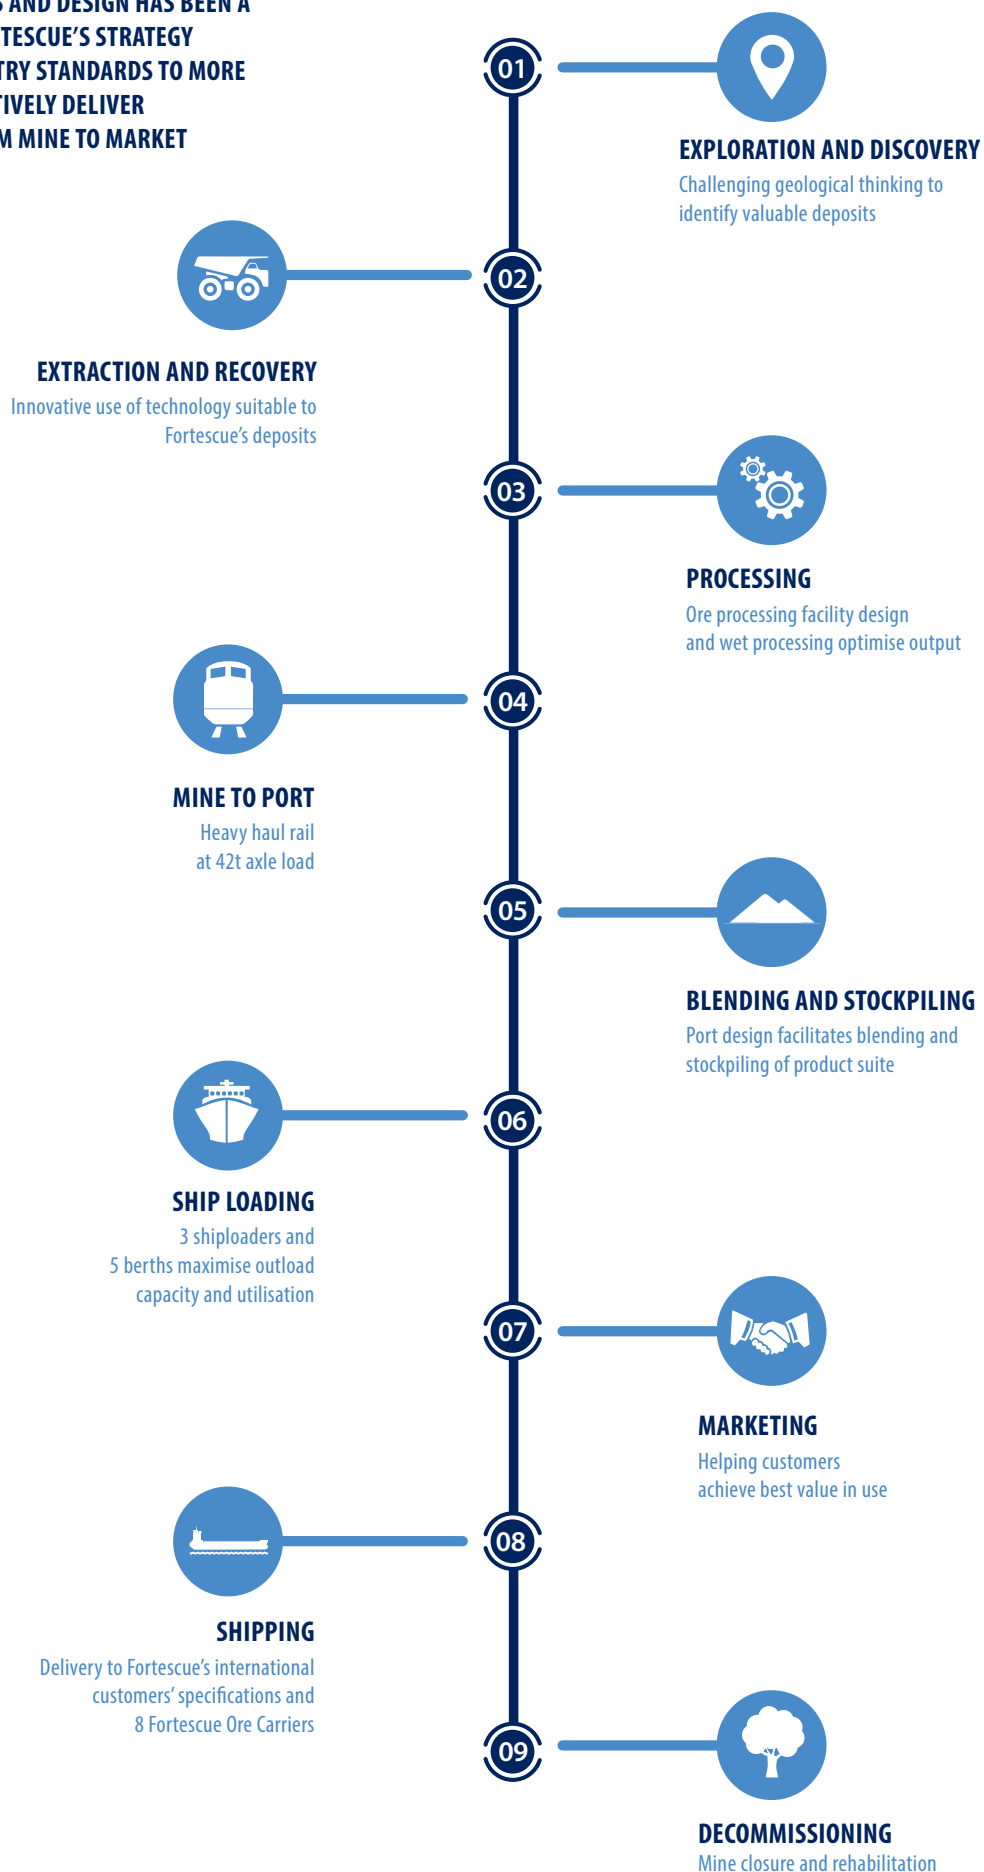 AND DESIGN HAS BEEN A
STRATEGY
STANDARDS TO MORE
DELIVER
MINE TO MARKET
01
EXPLORATION AND DISCOVERY
Challenging geological thinking to
identify valuable deposits
02
EXTRACTION AND RECOVERY
Innovative use of technology suitable to
Fortescue’s deposits
03
PROCESSING
Ore processing facility design
and wet processing optimise output
04
MINE TO PORT
Heavy haul rail
at 42t axle load
05
BLENDING AND STOCKPILING
Port design facilitates blending and
stockpiling of product suite
06
SHIP LOADING
3 shiploaders and
5 berths maximise outload
capacity and utilisation
07
MARKETING
Helping customers
achieve best value in use
08
SHIPPING
Delivery to Fortescue’s international
customers’ specifications and
8 Fortescue Ore Carriers
09
DECOMMISSIONING
Mine closure and rehabilitation